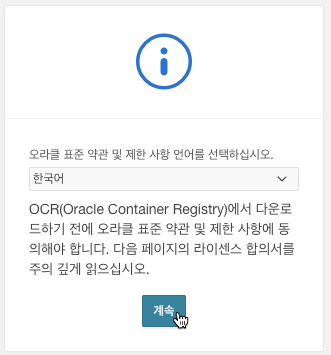 오라클 표준 약관 및 제한 사항 언어를 선택하십시오.
한국어
OCR(Oracle Container Registry)에서 다운로
드하기 전에 오라클 표준 약관 및 제한 사항에 동
의해야 합니다. 다음 페이지의 라이센스 합의서를
주의 깊게 읽으십시오.
계속